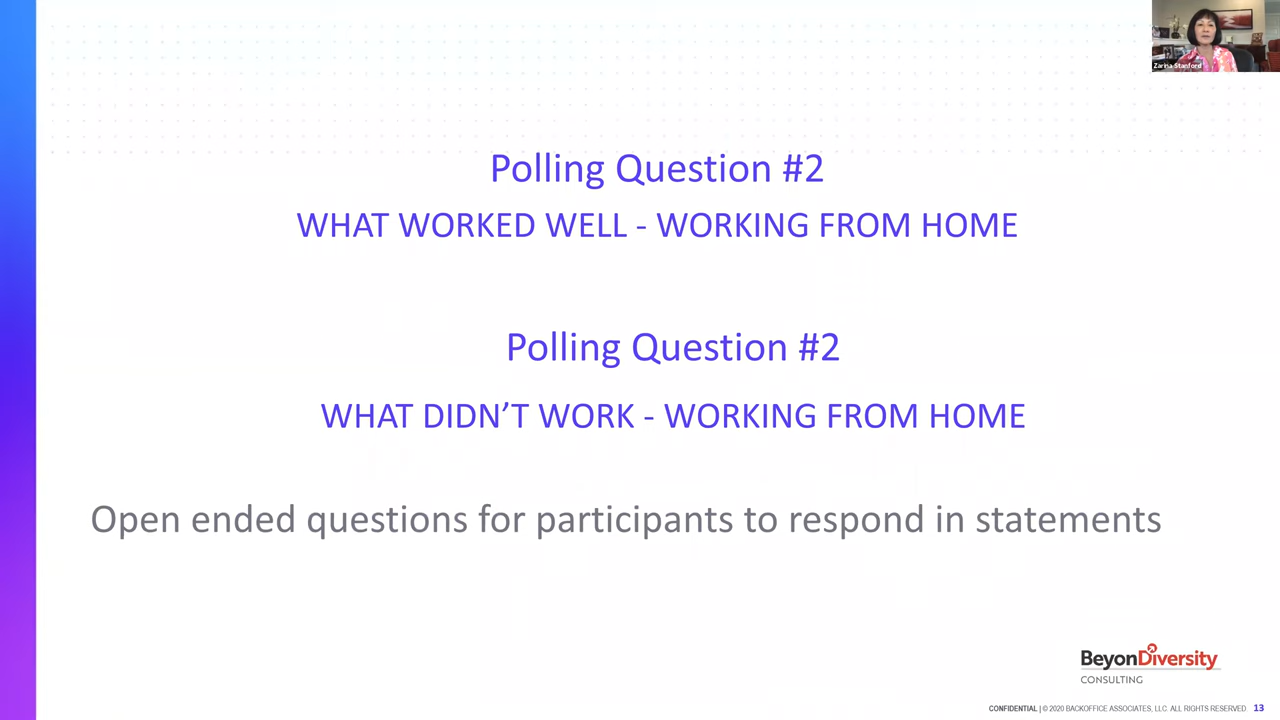 Zarina Stanford
Polling Question #2
WHAT WORKED WELL - WORKING FROM HOME
Polling Question #2
WHAT DIDN’T WORK - WORKING FROM HOME
Open ended questions for participants to respond in statements
BeyonDiversity
CONSULTING
CONFIDENTIAL | © 2020 BACKOFFICE ASSOCIATES, LLC. ALL RIGHTS RESERVED 13